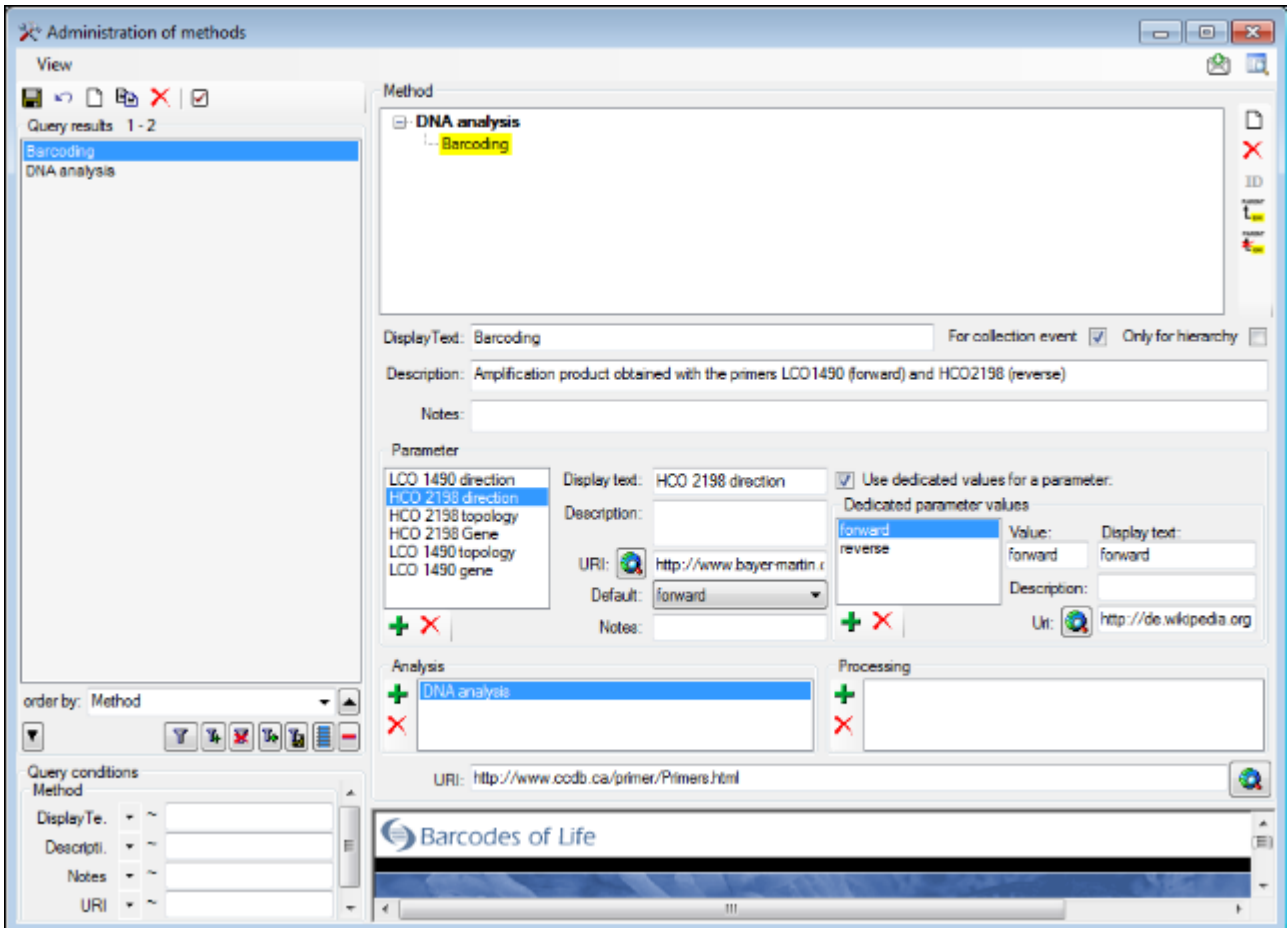 Administration of methods
View
Query results 1 - 2
Barcoding
DNA analysis
order by: Method
Query conditions
Method
DisplayTe. ~
Descripti. ~
Notes ~
URI ~
Method
DNA analysis
Barcoding
ID
DisplayText: Barcoding For collection event Only for hierarchy
Description: Amplification product obtained with the primers LCO1490 (forward) and HCO2198 (reverse)
Notes:
Parameter
LCO 1490 direction
HCO 2198 direction
HCO 2198 topology
HCO 2198 Gene
LCO 1490 topology
LCO 1490 gene
Display text: HCO 2198 direction
Description:
URI: http://www.bayer-martin.
Default: forward
Notes:
Use dedicated values for a parameter:
Dedicated parameter values
forward
reverse
Value: Display text:
forward forward
Description:
Uri: http://de.wikipedia.org
Analysis
DNA analysis
Processing
URI: http://www.ccdb.ca/primer/Primers.html
Barcodes of Life